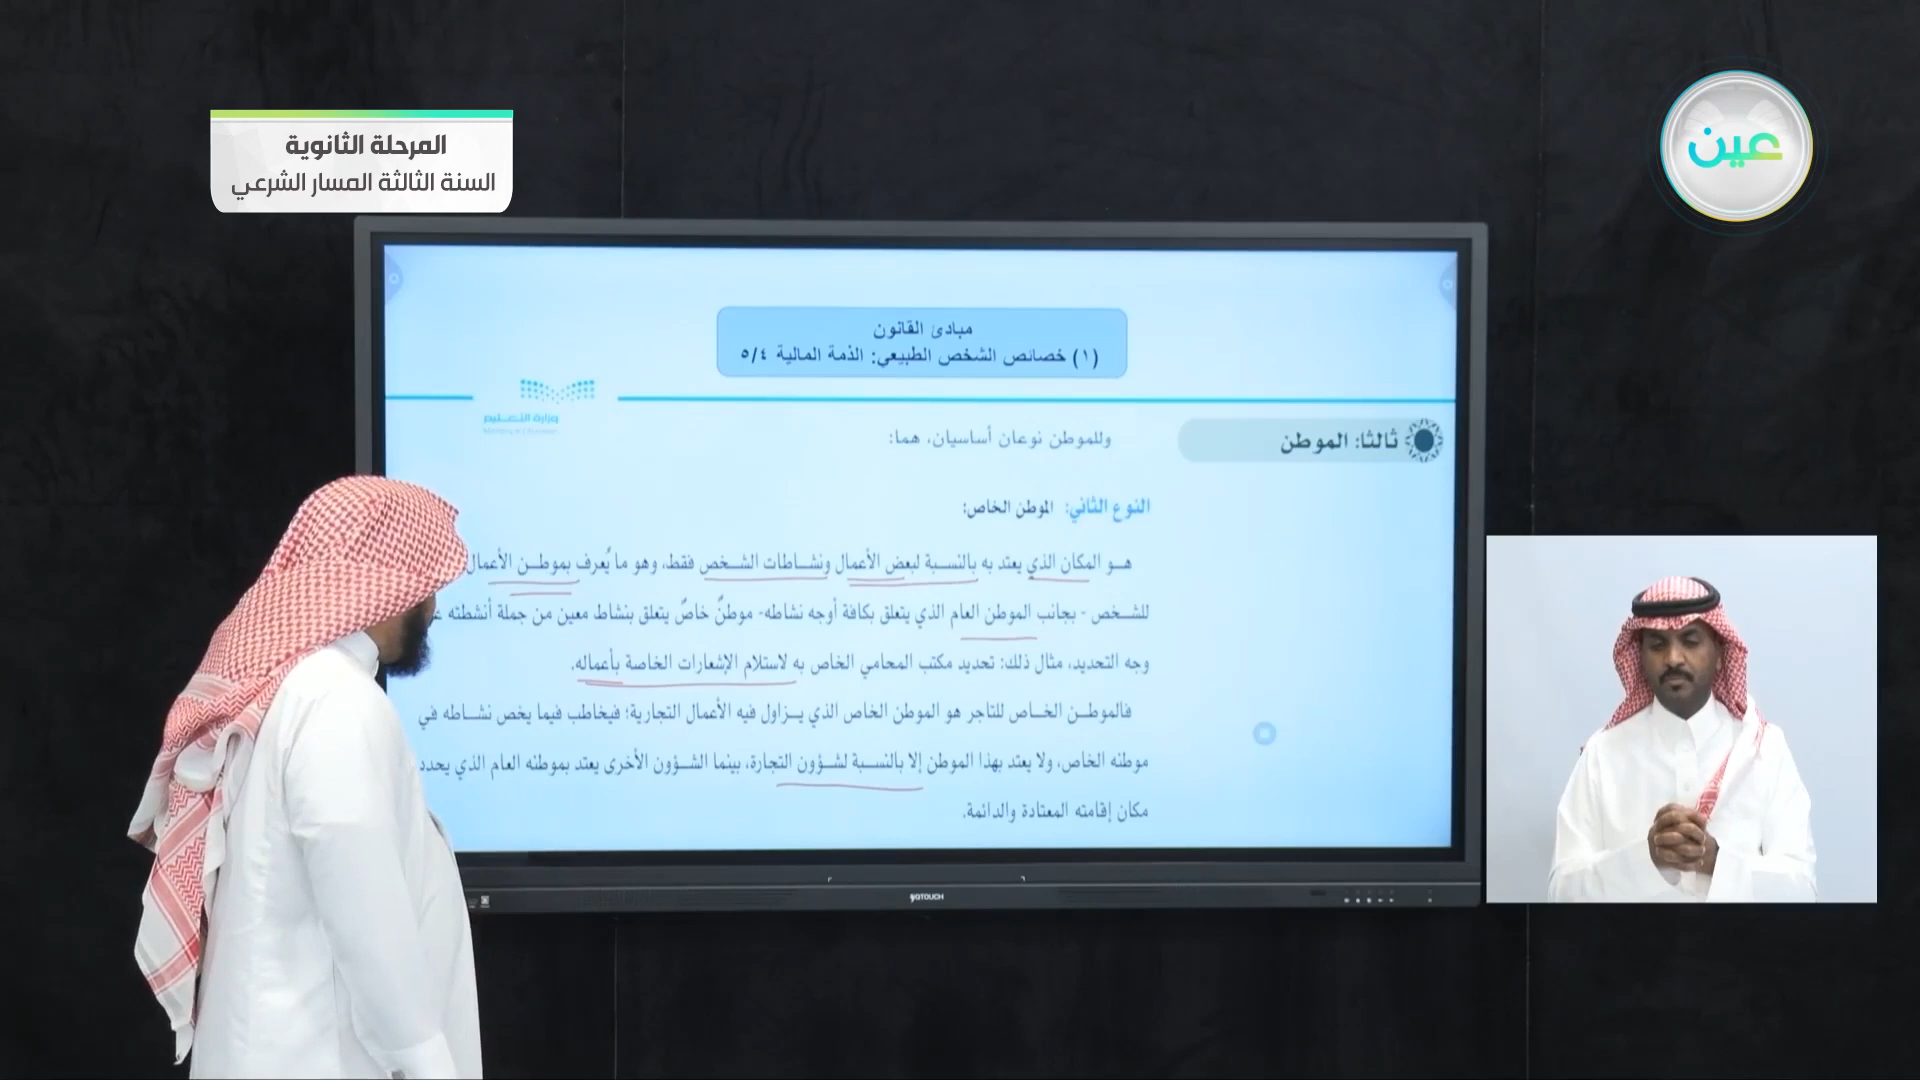 المرحلة الثانوية
السنة الثالثة المسار الشرعي
عين
مبادئ القانون
(١) خصائص الشخص الطبيعي: الذمة المالية ٥/٤
وزارة التعليم
ثالثا: الموطن
وللموطن نوعان أساسيان، هما:
النوع الثاني: الموطن الخاص:
هو المكان الذي يعتد به بالنسبة لبعض الأعمال ونشاطات الشخص فقط، وهو ما يُعرف بموطن الأعمال
للشخص - بجانب الموطن العام الذي يتعلق بكافة أوجه نشاطه- موطنٌ خاصٌ يتعلق بنشاط معين من جملة أنشطته
وجه التحديد، مثال ذلك: تحديد مكتب المحامي الخاص به لاستلام الإشعارات الخاصة بأعماله.
فالموطن الخاص للتاجر هو الموطن الخاص الذي يزاول فيه الأعمال التجارية؛ فيخاطب فيما يخص نشاطه في
موطنه الخاص، ولا يعتد بهذا الموطن إلا بالنسبة لشؤون التجارة، بينما الشؤون الأخرى يعتد بموطنه العام الذي يحدد
مكان إقامته المعتادة والدائمة.